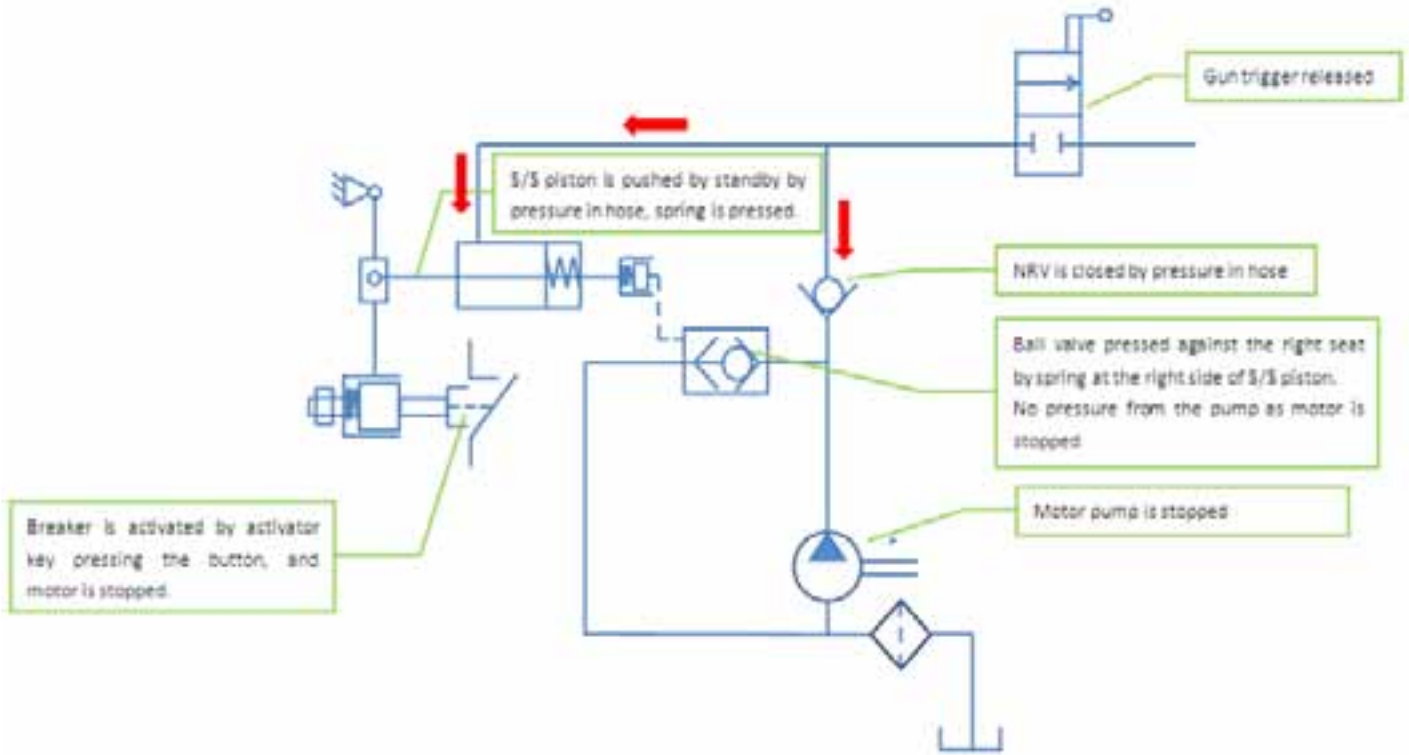 Gun trigger released
S/S piston is pushed by standby by
pressure in hose, spring is pressed.
NRV is closed by pressure in hose
Ball valve pressed against the right seat
by spring at the right side of S/S piston.
No pressure from the pump as motor is
stopped
Motor pump is stopped
Breaker is activated by activator
key pressing the button, and
motor is stopped.